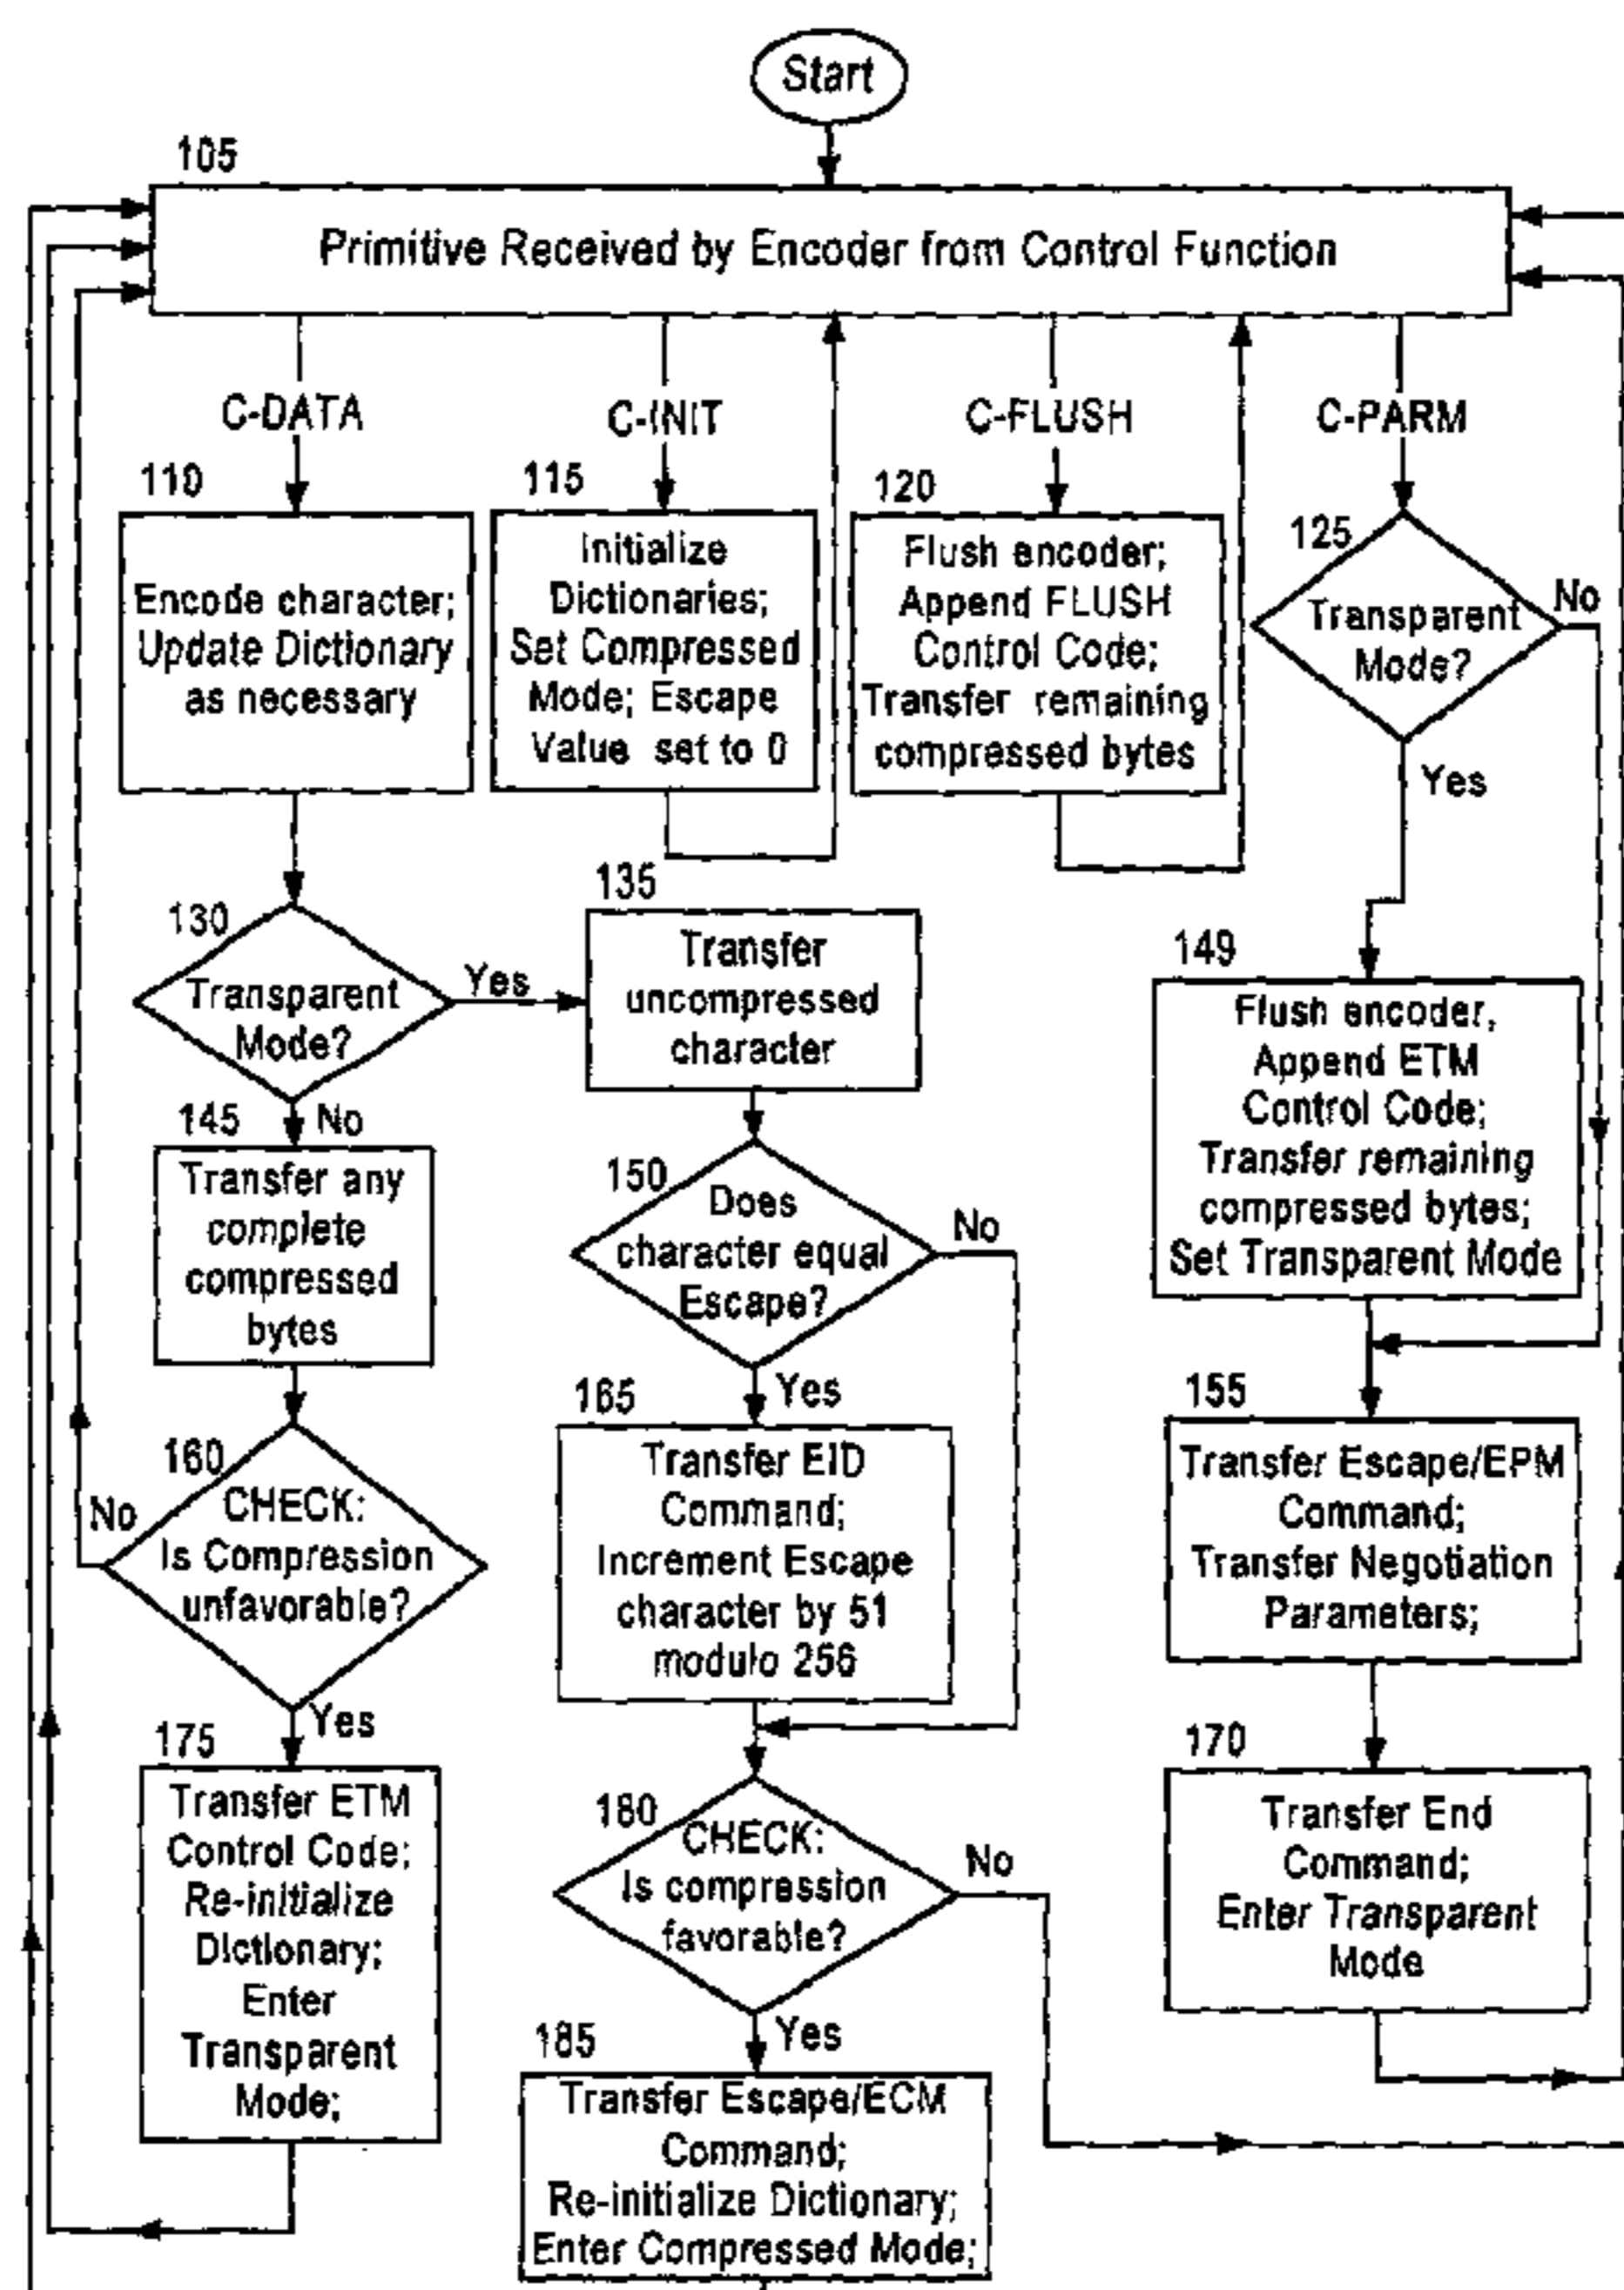 Start
105
Primitive Received by Encoder from Control Function
C-DATA
C-INIT
C-FLUSH
C-PARM
110
Encode character;
Update Dictionary
as necessary
115
Initialize
Dictionaries;
Set Compressed
Mode; Escape
Value set to 0
120
Flush encoder;
Append FLUSH
Control Code;
Transfer remaining
compressed bytes
125
Transparent
Mode?
No
Yes
130
Transparent
Mode?
Yes
No
135
Transfer
uncompressed
character
149
Flush encoder,
Append ETM
Control Code;
Transfer remaining
compressed bytes;
Set Transparent Mode
145
Transfer any
complete
compressed
bytes
150
Does
character equal
Escape?
No
Yes
155
Transfer Escape/EPM
Command;
Transfer Negotiation
Parameters;
160
CHECK:
Is Compression
unfavorable?
No
Yes
165
Transfer EID
Command;
Increment Escape
character by 51
modulo 256
170
Transfer End
Command;
Enter Transparent
Mode
175
Transfer ETM
Control Code;
Re-initialize
Dictionary;
Enter
Transparent
Mode;
180
CHECK:
Is compression
favorable?
No
Yes
185
Transfer Escape/ECM
Command;
Re-initialize Dictionary;
Enter Compressed Mode;